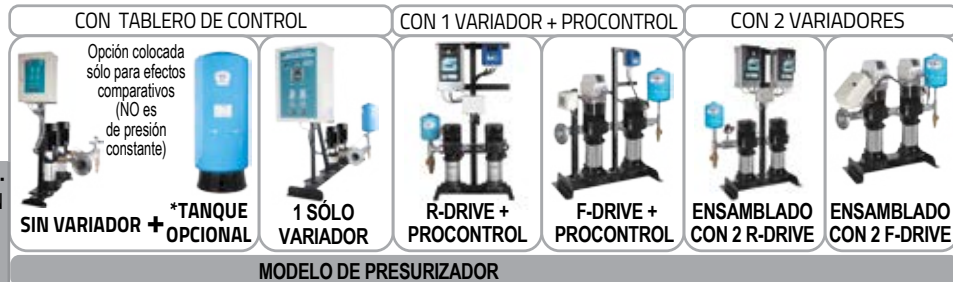 CON TABLERO DE CONTROL
CON 1 VARIADOR + PROCONTROL
CON 2 VARIADORES
Opción colocada
sólo para efectos
comparativos
(NO es
de presión
constante)
SIN VARIADOR +
*TANQUE
OPCIONAL
1 SÓLO
VARIADOR
R-DRIVE +
PROCONTROL
F-DRIVE +
PROCONTROL
ENSAMBLADO
CON 2 R-DRIVE
ENSAMBLADO
CON 2 F-DRIVE
MODELO DE PRESURIZADOR